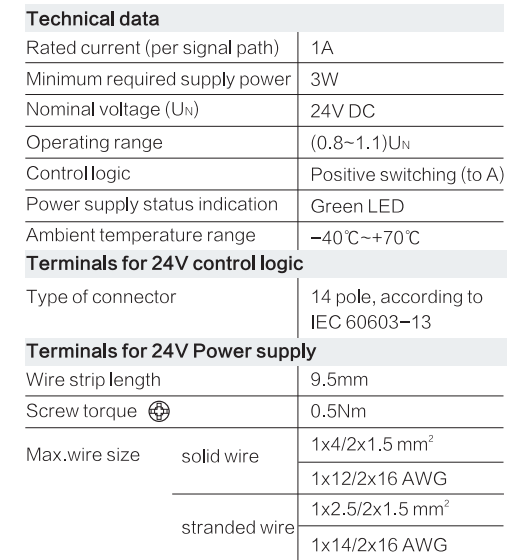 Technical data
Rated current (per signal path) 1A
Minimum required supply power 3W
Nominal voltage (UN) 24V DC
Operating range (0.8~1.1)UN
Control logic Positive switching (to A)
Power supply status indication Green LED
Ambient temperature range −40℃~+70℃
Terminals for 24V control logic
Type of connector 14 pole, according to
IEC 60603−13
Terminals for 24V Power supply
Wire strip length 9.5mm
Screw torque 0.5Nm
Max.wire size solid wire 1x4/2x1.5 mm²
1x12/2x16 AWG
stranded wire 1x2.5/2x1.5 mm²
1x14/2x16 AWG